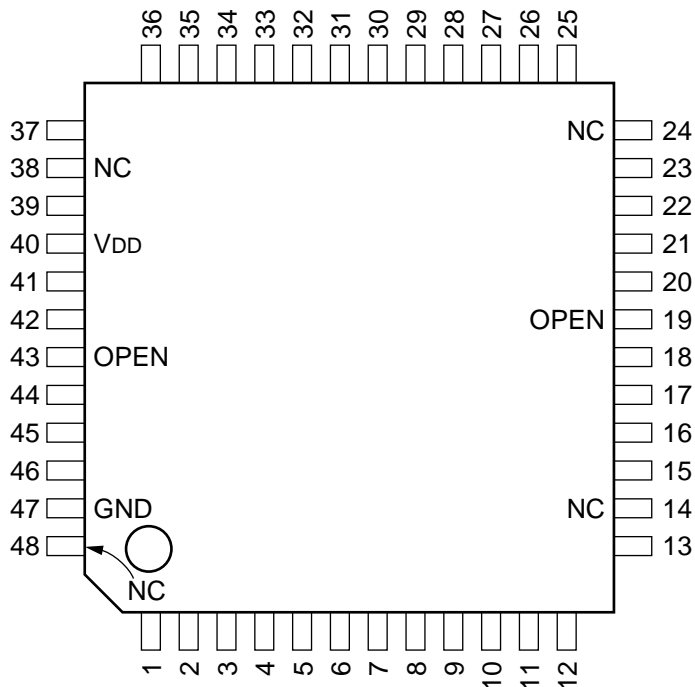 36 35 34 33 32 31 30 29 28 27 26 25
37 NC 24
38 NC 23
39 22
40 VDD 21
41 20
42 OPEN 19
43 OPEN 18
44 17
45 16
46 15
47 GND NC 14
48 13
NC
1 2 3 4 5 6 7 8 9 10 11 12